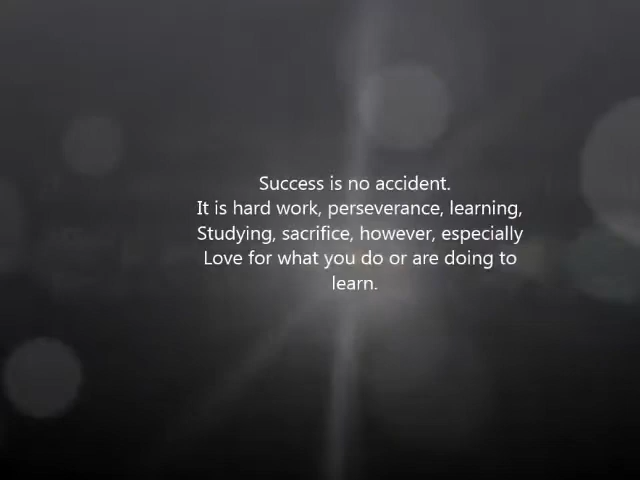 Success is no accident.
It is hard work, perseverance, learning,
Studying, sacrifice, however, especially
Love for what you do or are doing to
learn.